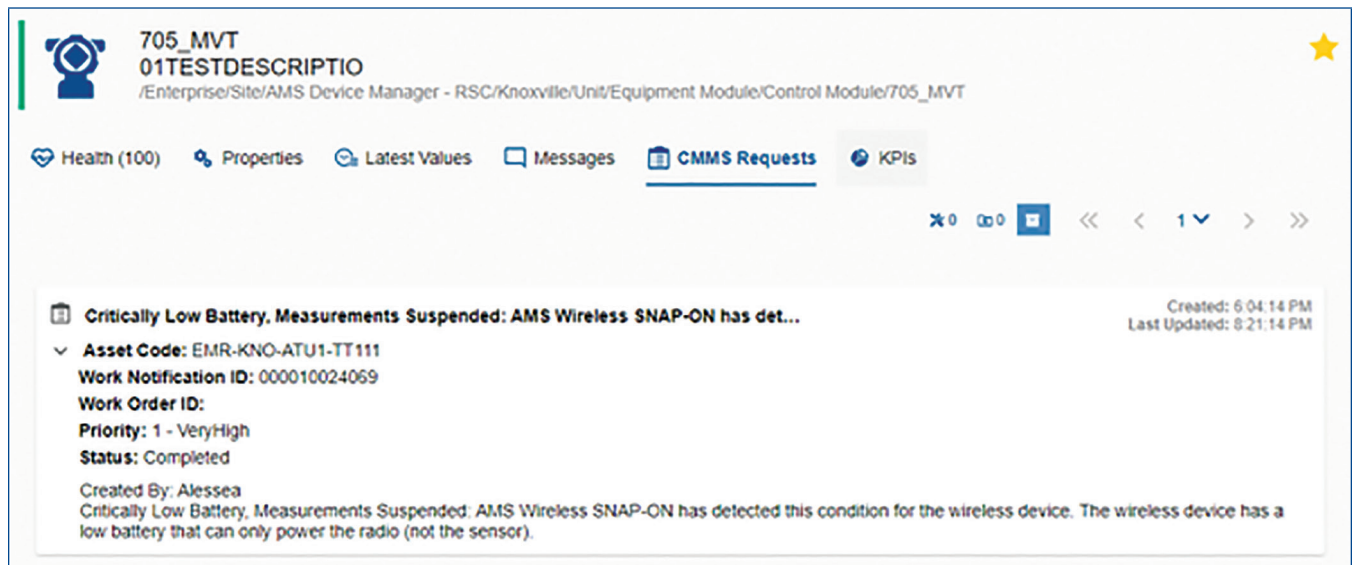 705_MVT
01TESTDESCRIPTIO
/Enterprise/Site/AMS Device Manager - RSC/Knoxville/Unit/Equipment Module/Control Module/705_MVT
Health (100) Properties Latest Values Messages CMMS Requests KPIs
0 0 1
Critically Low Battery, Measurements Suspended: AMS Wireless SNAP-ON has det...
Created: 6:04:14 PM
Last Updated: 8:21:14 PM
Asset Code: EMR-KNO-ATU1-TT111
Work Notification ID: 000010024069
Work Order ID:
Priority: 1 - VeryHigh
Status: Completed
Created By: Alessea
Critically Low Battery, Measurements Suspended: AMS Wireless SNAP-ON has detected this condition for the wireless device. The wireless device has a
low battery that can only power the radio (not the sensor).